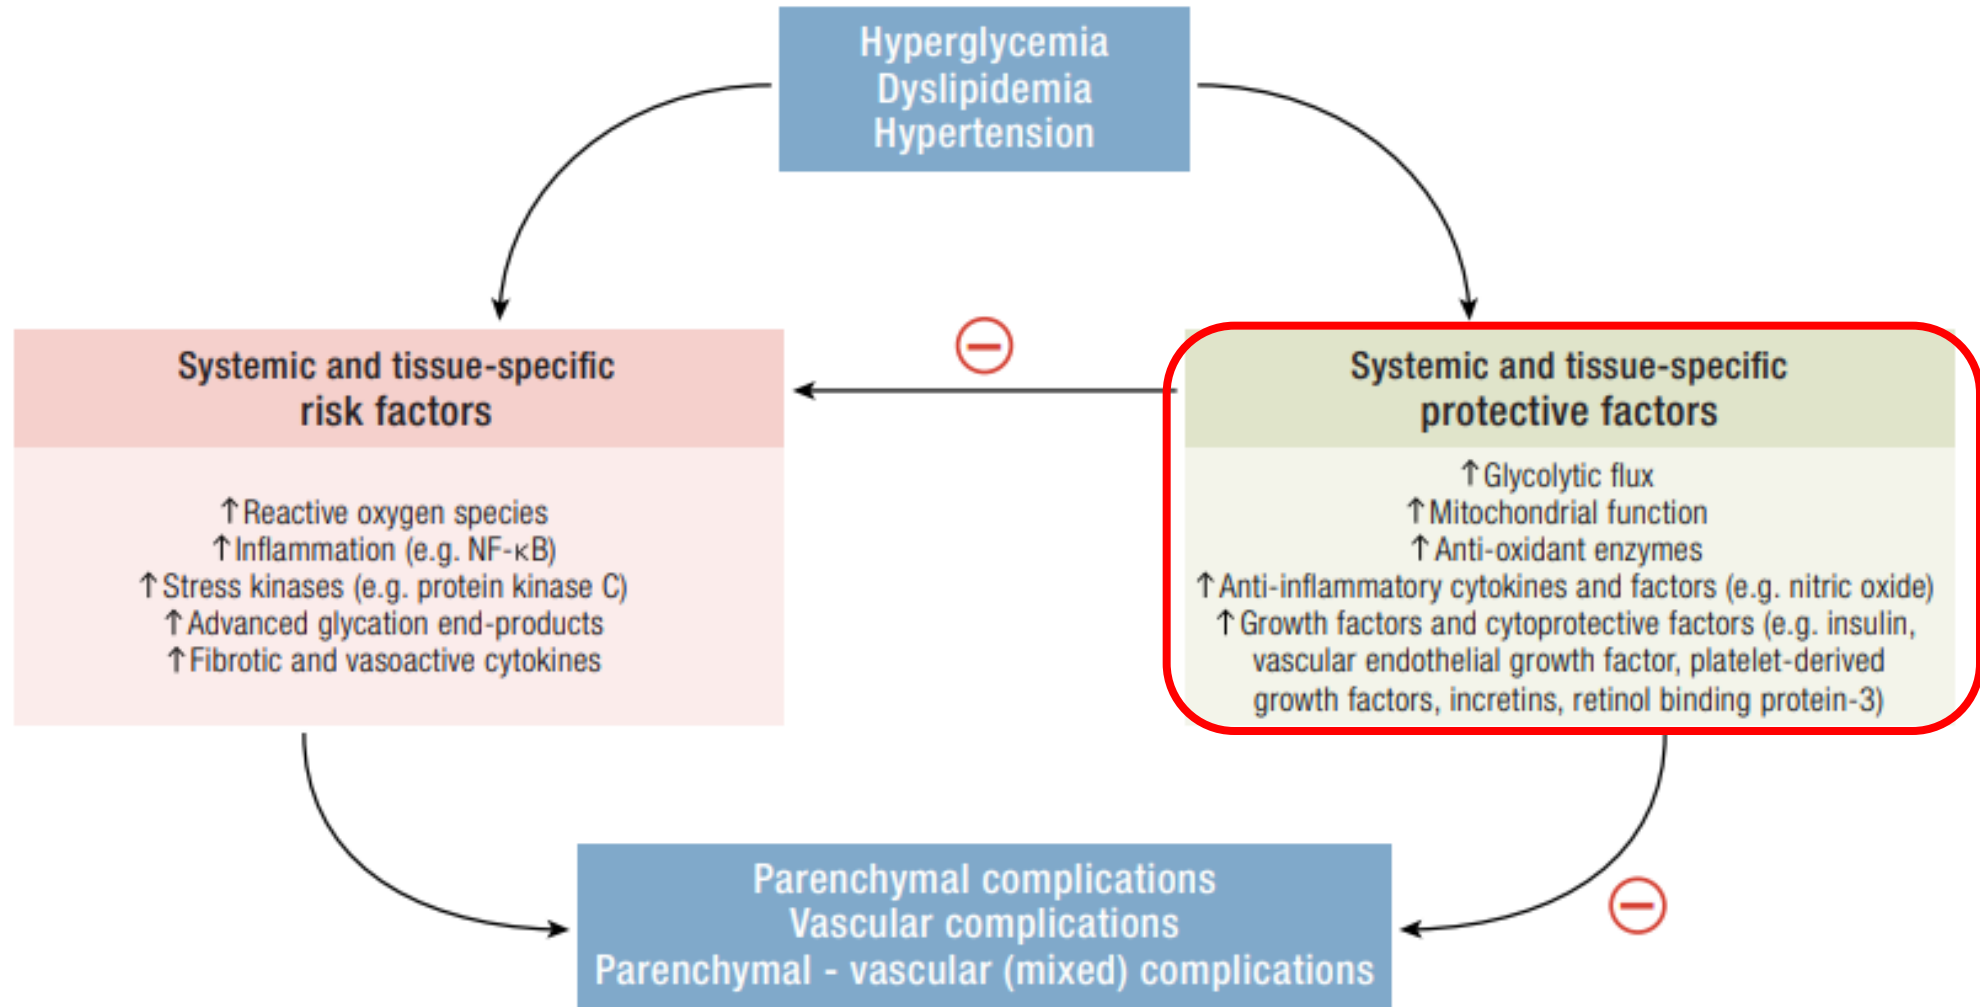 Hyperglycemia
Dyslipidemia
Hypertension
Systemic and tissue-specific
risk factors
↑Reactive oxygen species
↑Inflammation (e.g. NF-κB)
↑Stress kinases (e.g. protein kinase C)
↑Advanced glycation end-products
↑Fibrotic and vasoactive cytokines
Systemic and tissue-specific
protective factors
↑Glycolytic flux
↑Mitochondrial function
↑Anti-oxidant enzymes
↑Anti-inflammatory cytokines and factors (e.g. nitric oxide)
↑Growth factors and cytoprotective factors (e.g. insulin,
vascular endothelial growth factor, platelet-derived
growth factors, incretins, retinol binding protein-3)
Parenchymal complications
Vascular complications
Parenchymal - vascular (mixed) complications